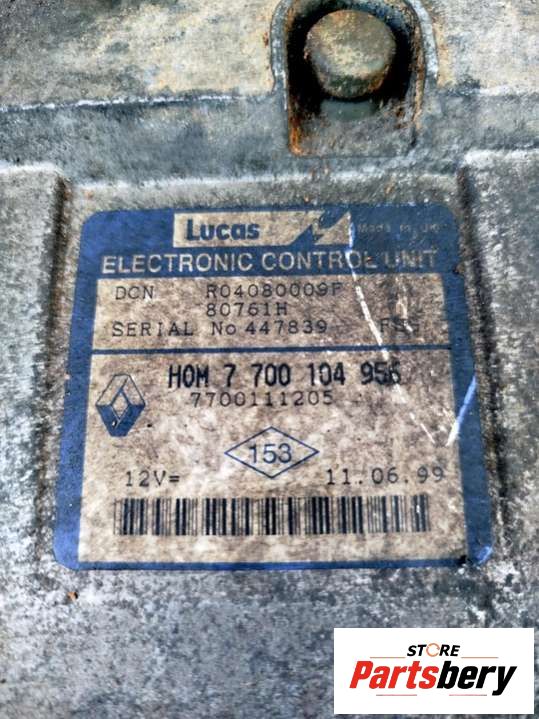 Lucas
Made in UK
ELECTRONIC CONTROL UNIT
DCN R04080009F
80761H
SERIAL No 447839
HOM 7 700 104 956
7700111205
153
12V= 11.06.99
STORE
Partsbery